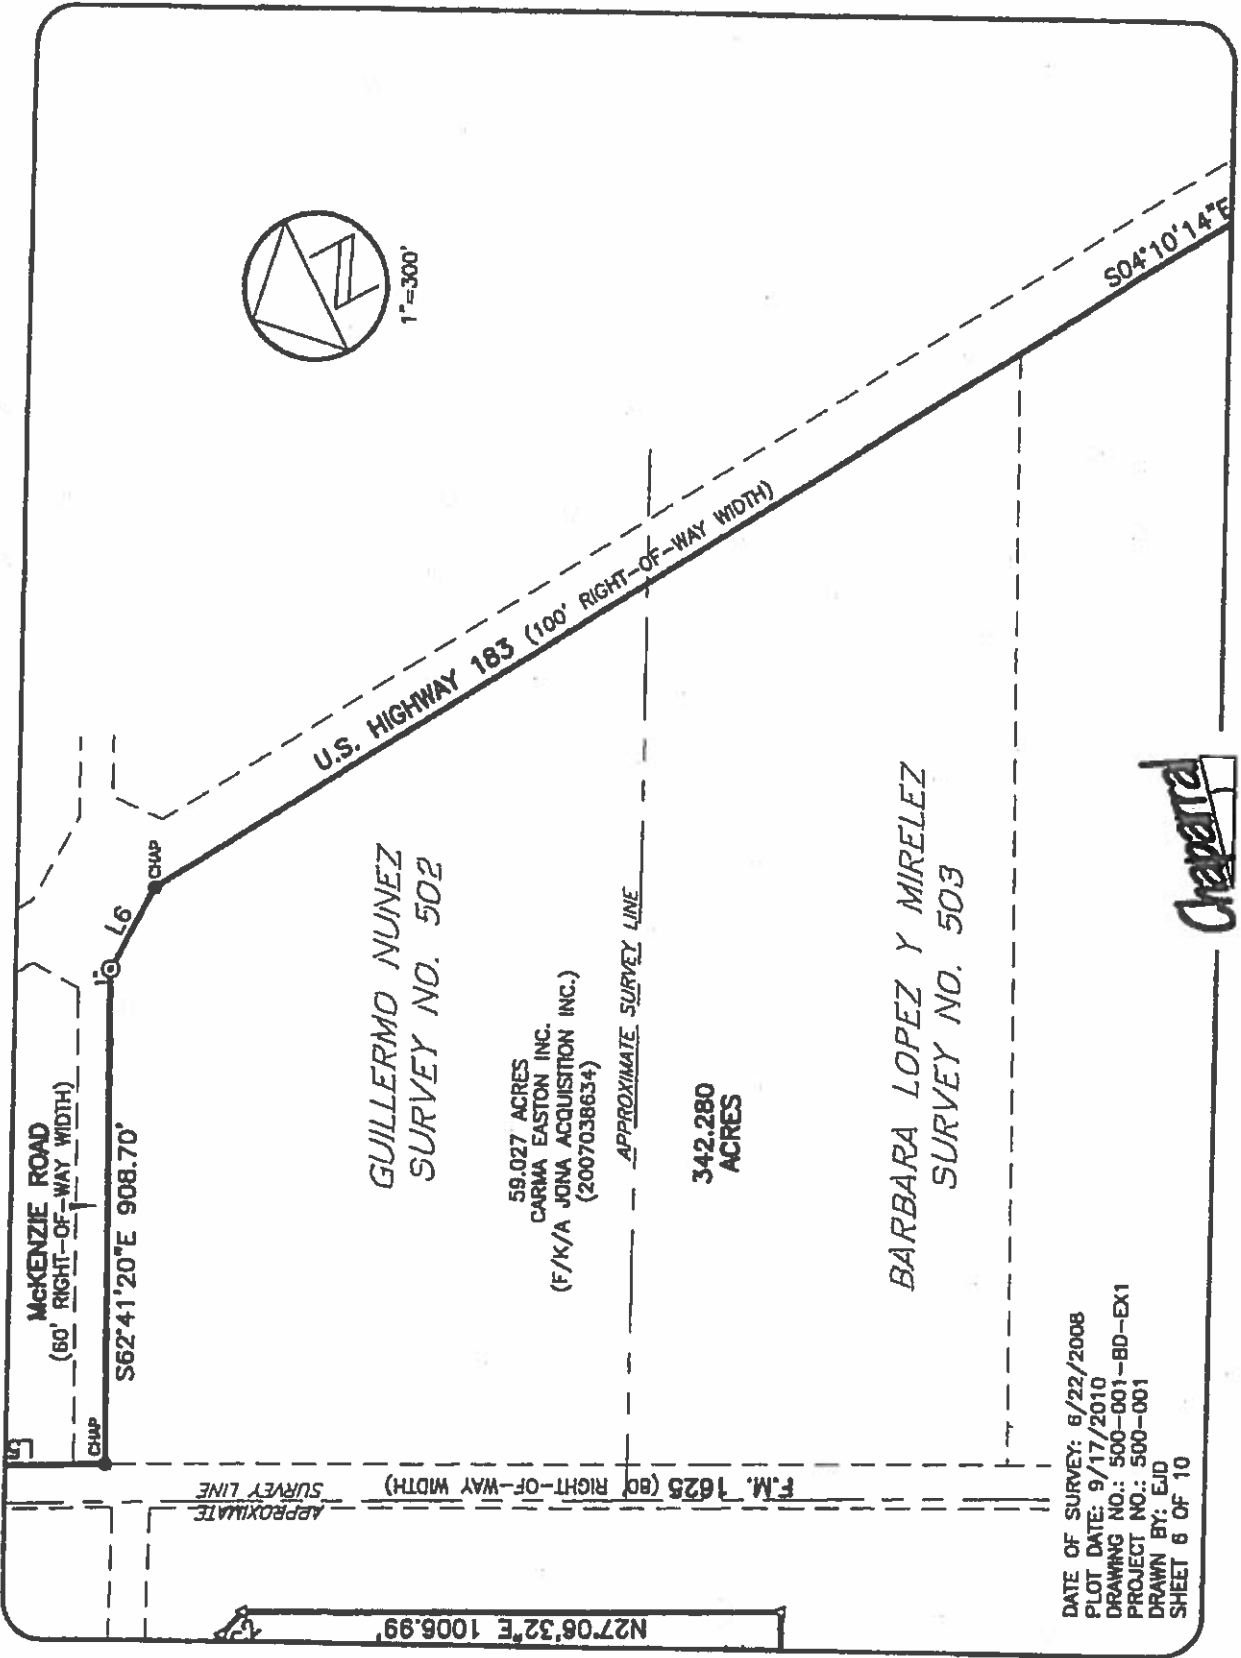 McKENZIE ROAD
(60' RIGHT-OF-WAY WIDTH)
S62°41'20"E 908.70'
CHAP
1"
L6
CHAP
1"=300'
U.S. HIGHWAY 183 (100' RIGHT-OF-WAY WIDTH)
S04°10'14"E
GUILLERMO NUNEZ
SURVEY NO. 502
59.027 ACRES
CARMA EASTON INC.
(F/K/A JONA ACQUISITION INC.)
(2007038634)
APPROXIMATE SURVEY LINE
342.280
ACRES
BARBARA LOPEZ Y MIRELEZ
SURVEY NO. 503
APPROXIMATE
SURVEY LINE
F.M. 1625 (80' RIGHT-OF-WAY WIDTH)
N27°06'32"E 1006.99'
DATE OF SURVEY: 6/22/2008
PLOT DATE: 9/17/2010
DRAWING NO.: 500-001-BD-EX1
PROJECT NO.: 500-001
DRAWN BY: EJD
SHEET 6 OF 10
Chaparral